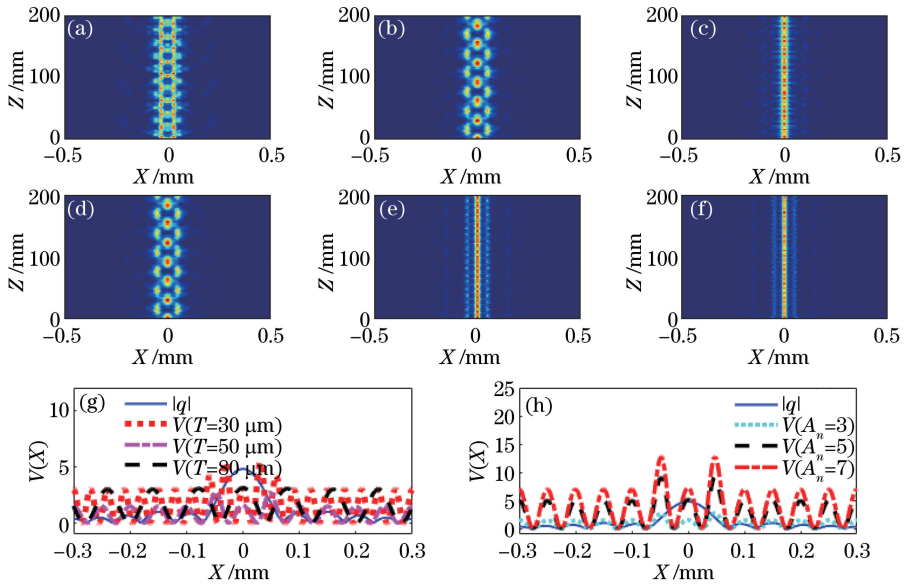 (a)
Z /mm
200
100
0
−0.5
0
0.5
X /mm
(b)
Z /mm
200
100
0
−0.5
0
0.5
X /mm
(c)
Z /mm
200
100
0
−0.5
0
0.5
X /mm
(d)
Z /mm
200
100
0
−0.5
0
0.5
X /mm
(e)
Z /mm
200
100
0
−0.5
0
0.5
X /mm
(f)
Z /mm
200
100
0
−0.5
0
0.5
X /mm
(g)
V(X)
10
5
0
|q|
V(T=30 μm)
V(T=50 μm)
V(T=80 μm)
−0.3
−0.2
−0.1
0
0.1
0.2
0.3
X /mm
(h)
V(X)
25
20
15
10
5
0
|q|
V(Aₙ=3)
V(Aₙ=5)
V(Aₙ=7)
−0.3
−0.2
−0.1
0
0.1
0.2
0.3
X /mm